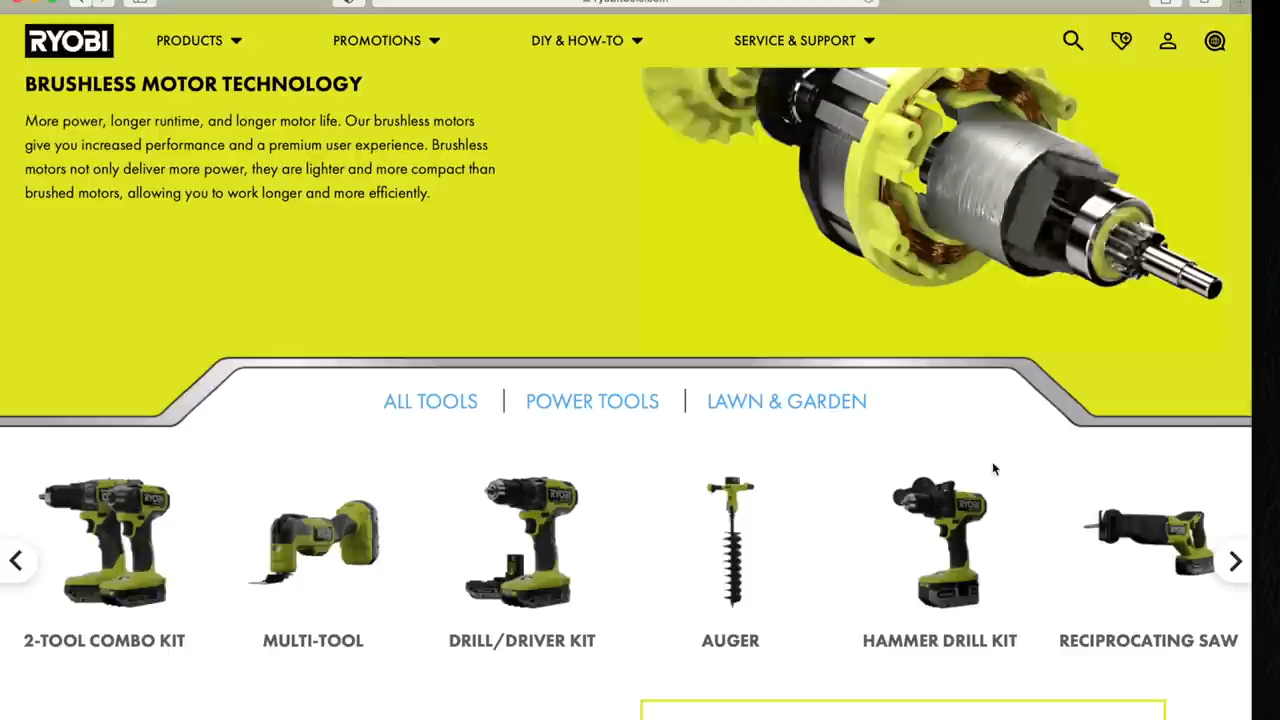 RYOBI
PRODUCTS
PROMOTIONS
DIY & HOW-TO
SERVICE & SUPPORT
BRUSHLESS MOTOR TECHNOLOGY
More power, longer runtime, and longer motor life. Our brushless motors
give you increased performance and a premium user experience. Brushless
motors not only deliver more power, they are lighter and more compact than
brushed motors, allowing you to work longer and more efficiently.
ALL TOOLS | POWER TOOLS | LAWN & GARDEN
2-TOOL COMBO KIT
MULTI-TOOL
DRILL/DRIVER KIT
AUGER
HAMMER DRILL KIT
RECIPROCATING SAW